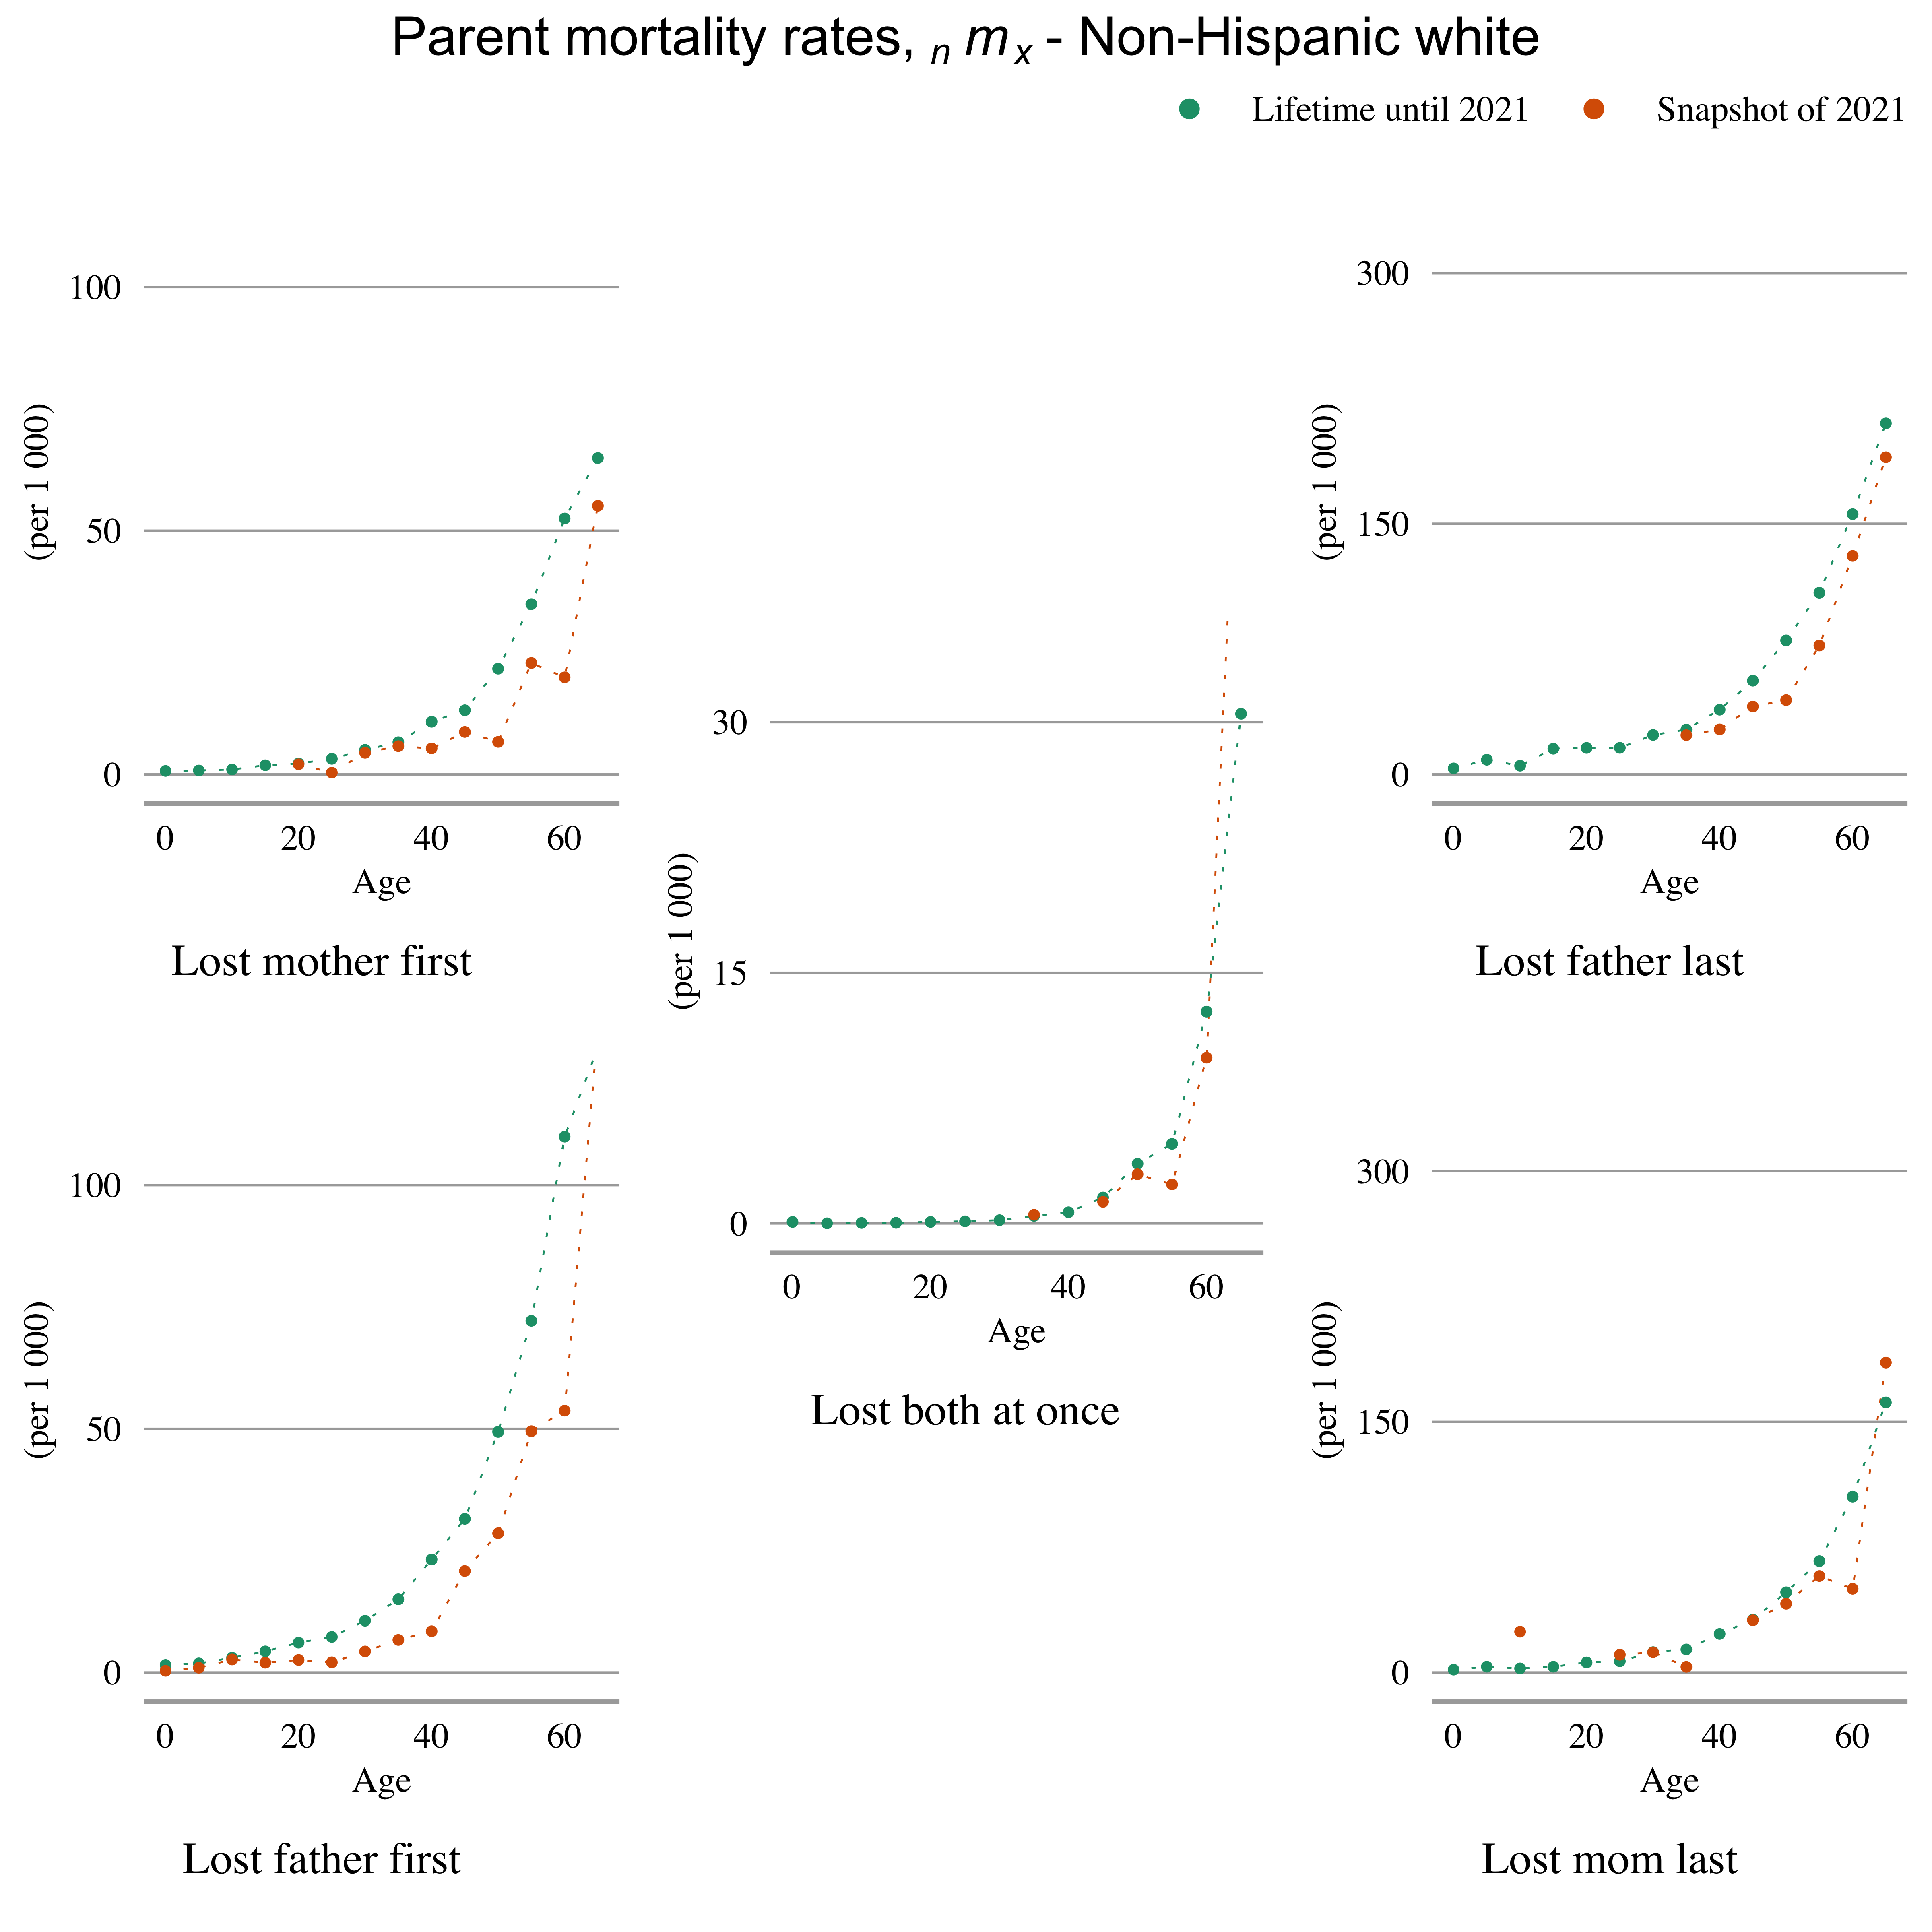 Parent mortality rates, n m x - Non-Hispanic white
Lifetime until 2021
Snapshot of 2021
100
50
0
(per 1 000)
0 20 40 60
Age
Lost mother first
300
150
0
(per 1 000)
0 20 40 60
Age
Lost father last
30
15
0
(per 1 000)
0 20 40 60
Age
Lost both at once
100
50
0
(per 1 000)
0 20 40 60
Age
Lost father first
300
150
0
(per 1 000)
0 20 40 60
Age
Lost mom last